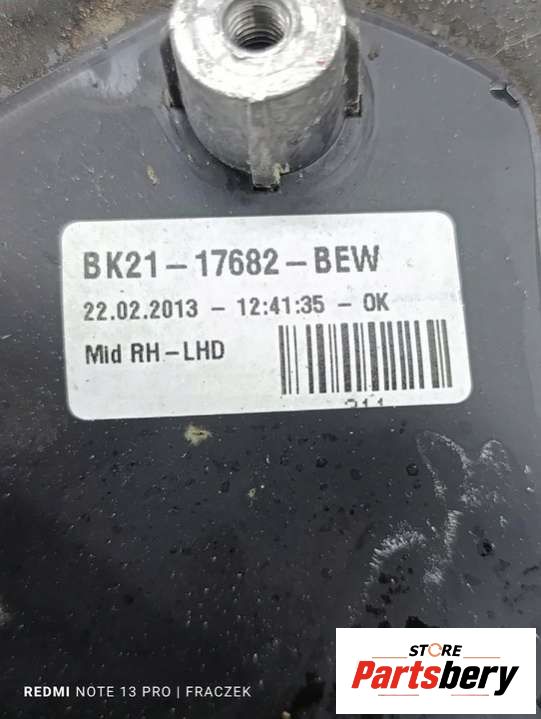 BK21-17682-BEW
22.02.2013 - 12:41:35 - OK
Mid RH-LHD
STORE
Partsbery
REDMI NOTE 13 PRO | FRACZEK